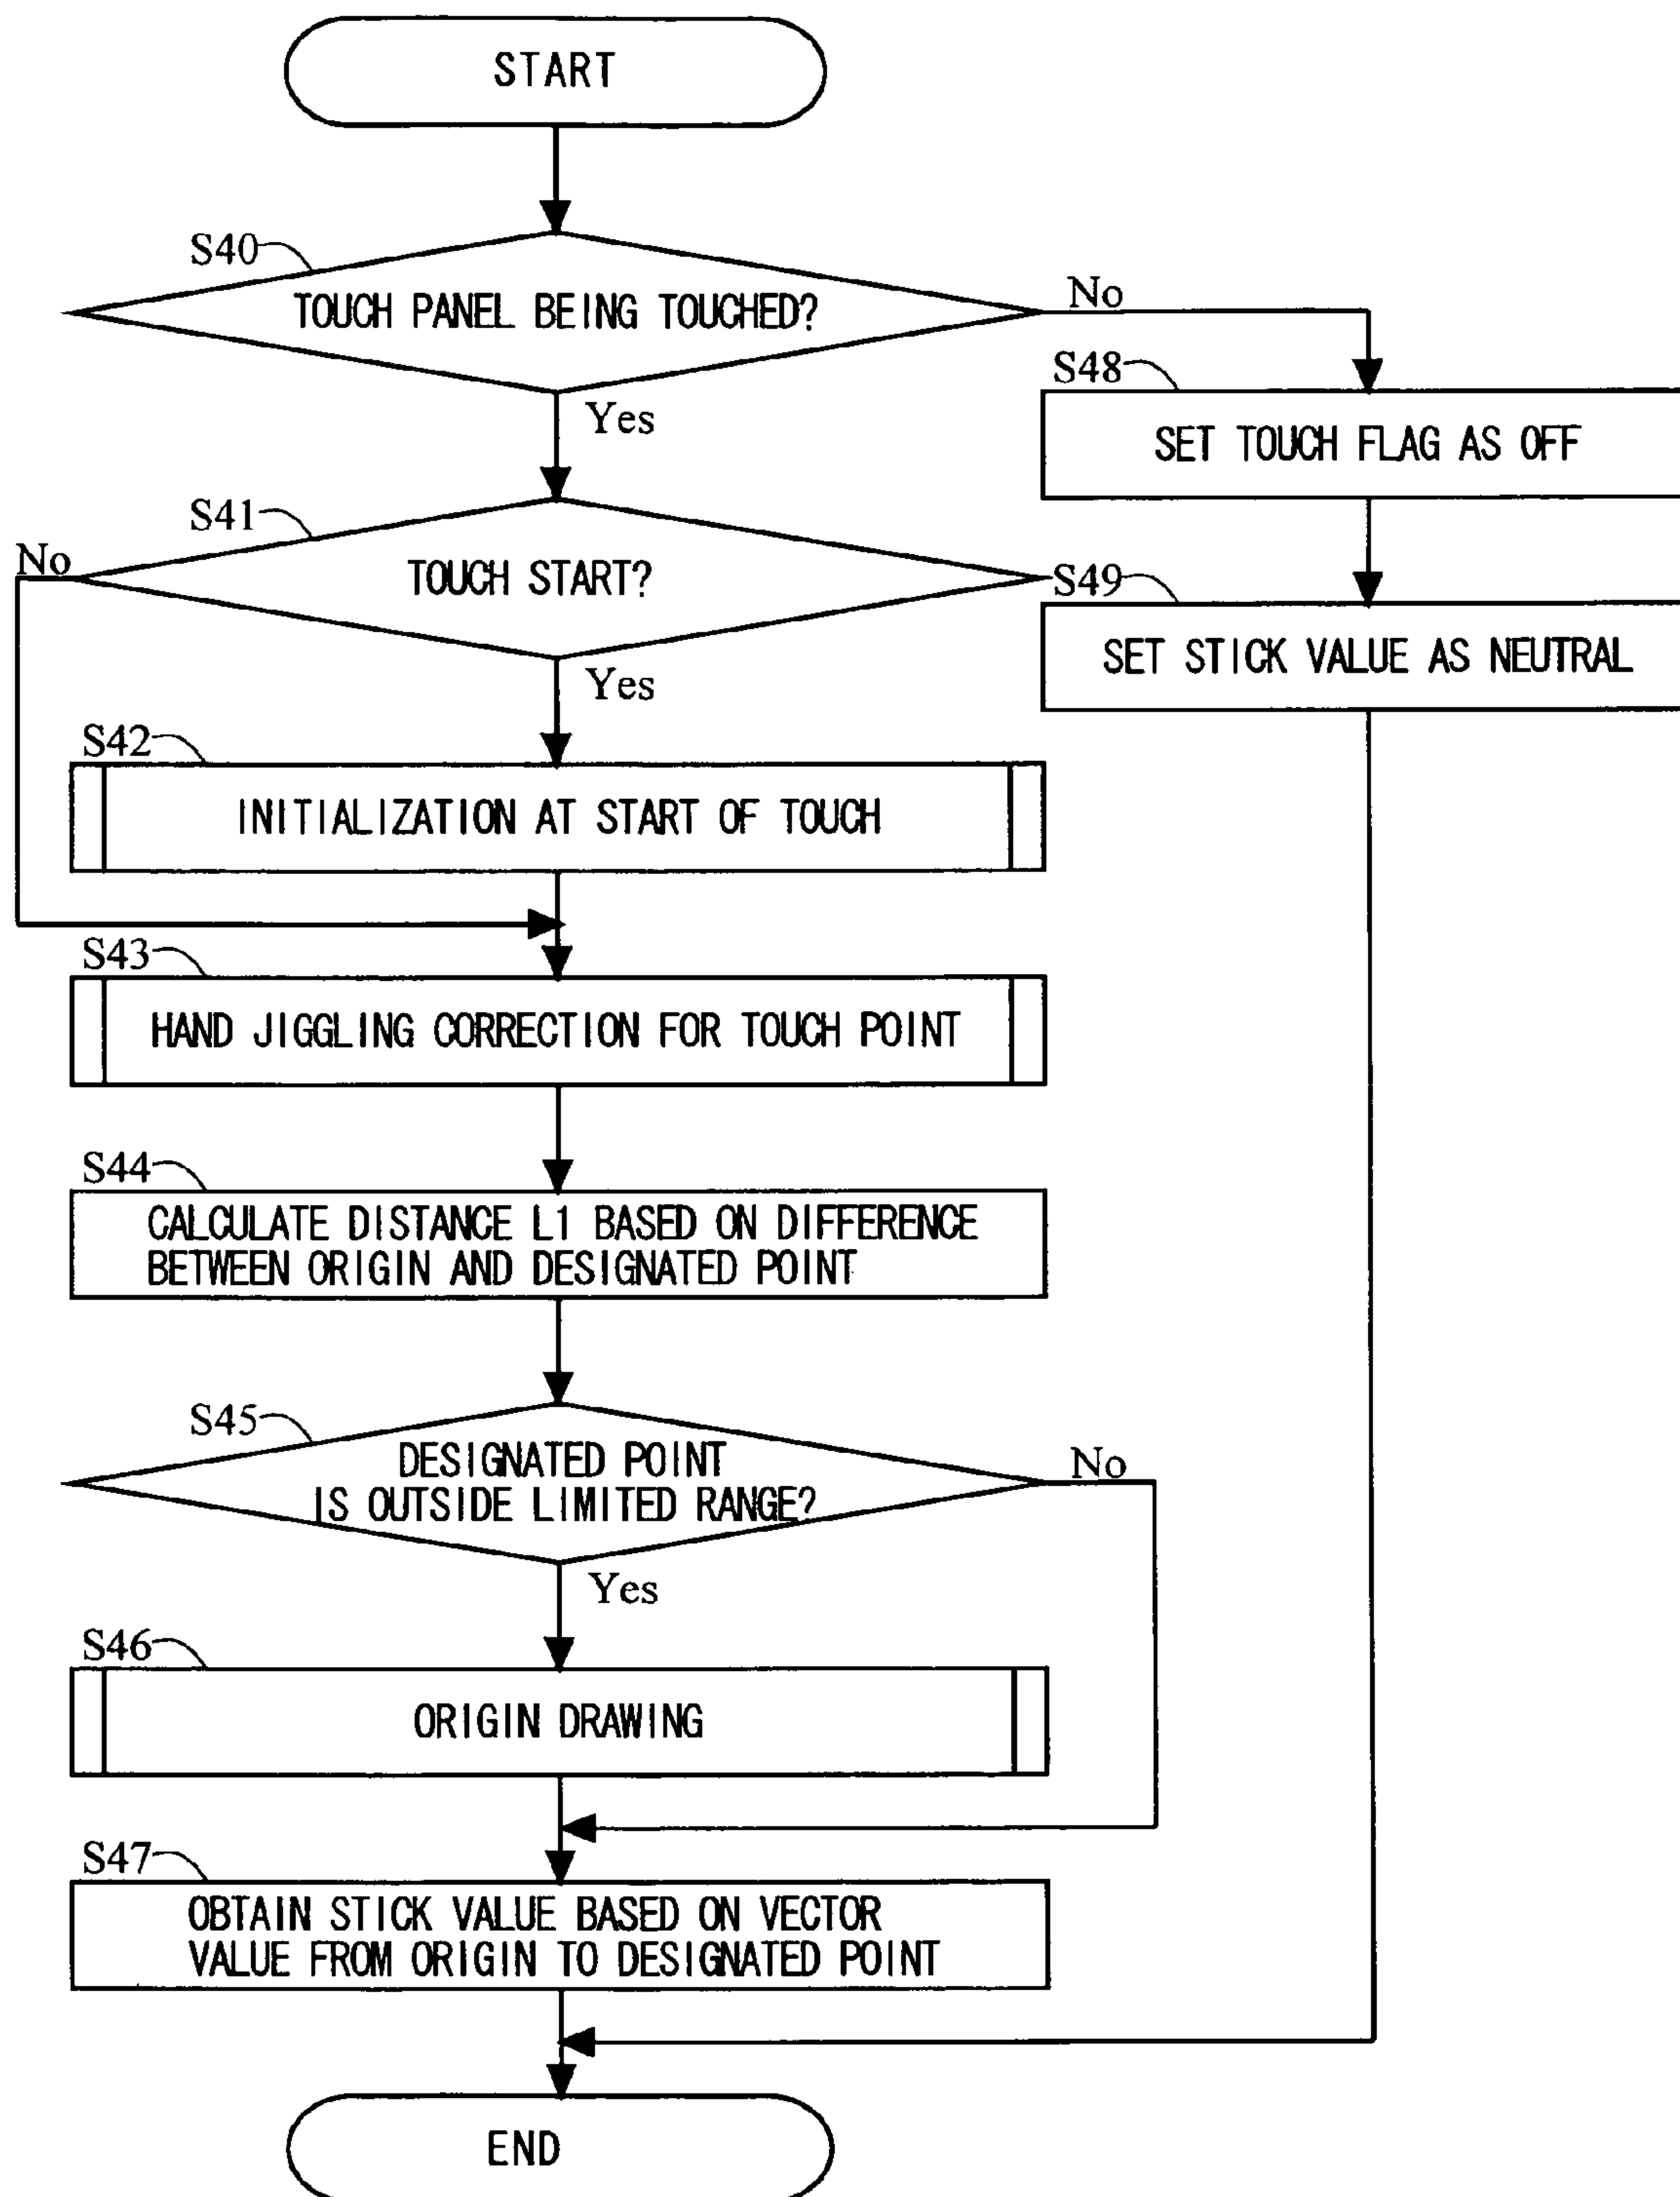 START
S40
TOUCH PANEL BEING TOUCHED?
No
Yes
S48
SET TOUCH FLAG AS OFF
S41
No
TOUCH START?
Yes
S49
SET STICK VALUE AS NEUTRAL
S42
INITIALIZATION AT START OF TOUCH
S43
HAND JIGGLING CORRECTION FOR TOUCH POINT
S44
CALCULATE DISTANCE L1 BASED ON DIFFERENCE
BETWEEN ORIGIN AND DESIGNATED POINT
S45
DESIGNATED POINT
IS OUTSIDE LIMITED RANGE?
No
Yes
S46
ORIGIN DRAWING
S47
OBTAIN STICK VALUE BASED ON VECTOR
VALUE FROM ORIGIN TO DESIGNATED POINT
END